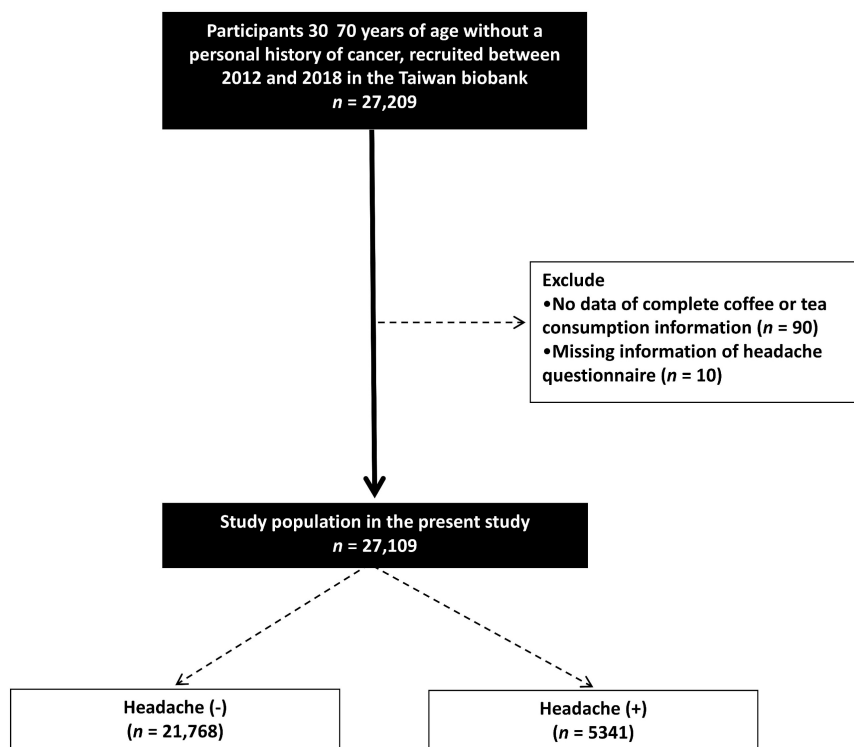 Participants 30 70 years of age without a
personal history of cancer, recruited between
2012 and 2018 in the Taiwan biobank
n = 27,209
Exclude
•No data of complete coffee or tea
consumption information (n = 90)
•Missing information of headache
questionnaire (n = 10)
Study population in the present study
n = 27,109
Headache (-)
(n = 21,768)
Headache (+)
(n = 5341)